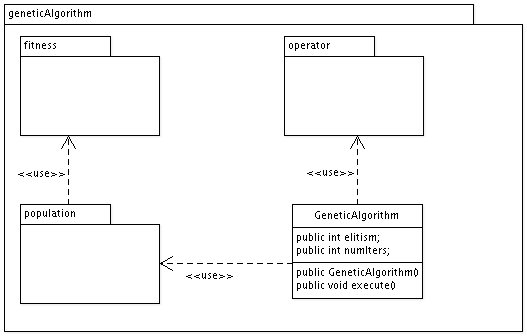 geneticAlgorithm
fitness
operator
<<use>>
<<use>>
population
GeneticAlgorithm
public int elitism;
public int numIters;
public GeneticAlgorithm()
public void execute()
<<use>>